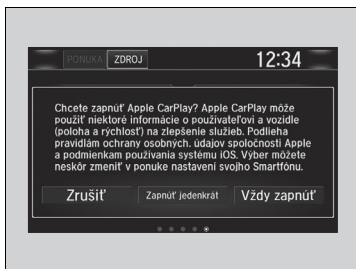 PONUKA ZDROJ 12:34
Chcete zapnúť Apple CarPlay? Apple CarPlay môže
použiť niektoré informácie o používateľovi a vozidle
(poloha a rýchlosť) na zlepšenie služieb. Podlieha
pravidlám ochrany osobných. údajov spoločnosti Apple
a podmienkam používania systému iOS. Výber môžete
neskôr zmeniť v ponuke nastavení svojho Smartfónu.
Zrušiť Zapnúť jedenkrát Vždy zapnúť